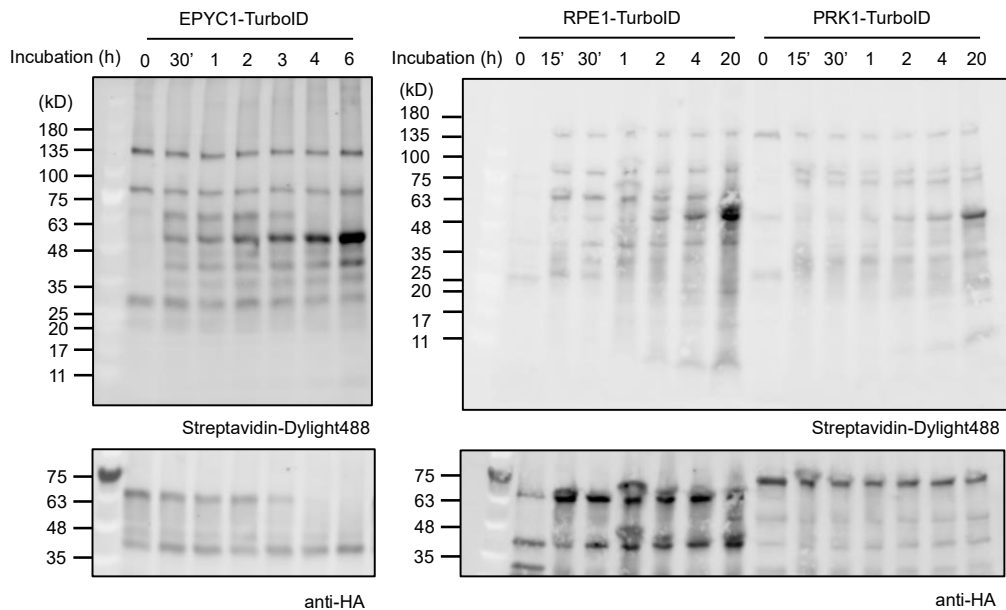 EPYC1-TurboID
RPE1-TurboID
PRK1-TurboID
Incubation (h) 0 30' 1 2 3 4 6
Incubation (h) 0 15' 30' 1 2 4 20 0 15' 30' 1 2 4 20
(kD)
180
135
100
75
63
48
35
25
20
17
11
Streptavidin-Dylight488
(kD)
180
135
100
75
63
48
35
25
20
17
11
Streptavidin-Dylight488
75
63
48
35
anti-HA
75
63
48
35
anti-HA